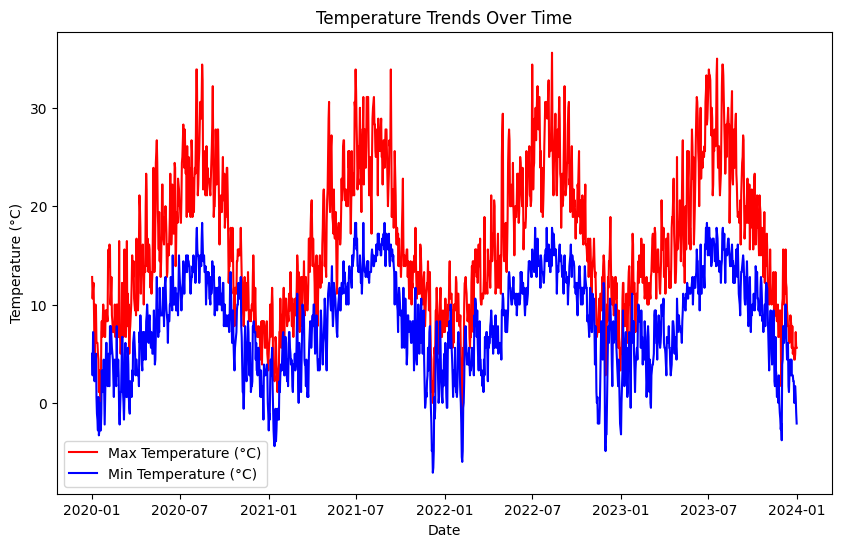 Temperature Trends Over Time
Temperature (°C)
30
20
10
0
Max Temperature (°C)
Min Temperature (°C)
2020-01 2020-07 2021-01 2021-07 2022-01 2022-07 2023-01 2023-07 2024-01
Date